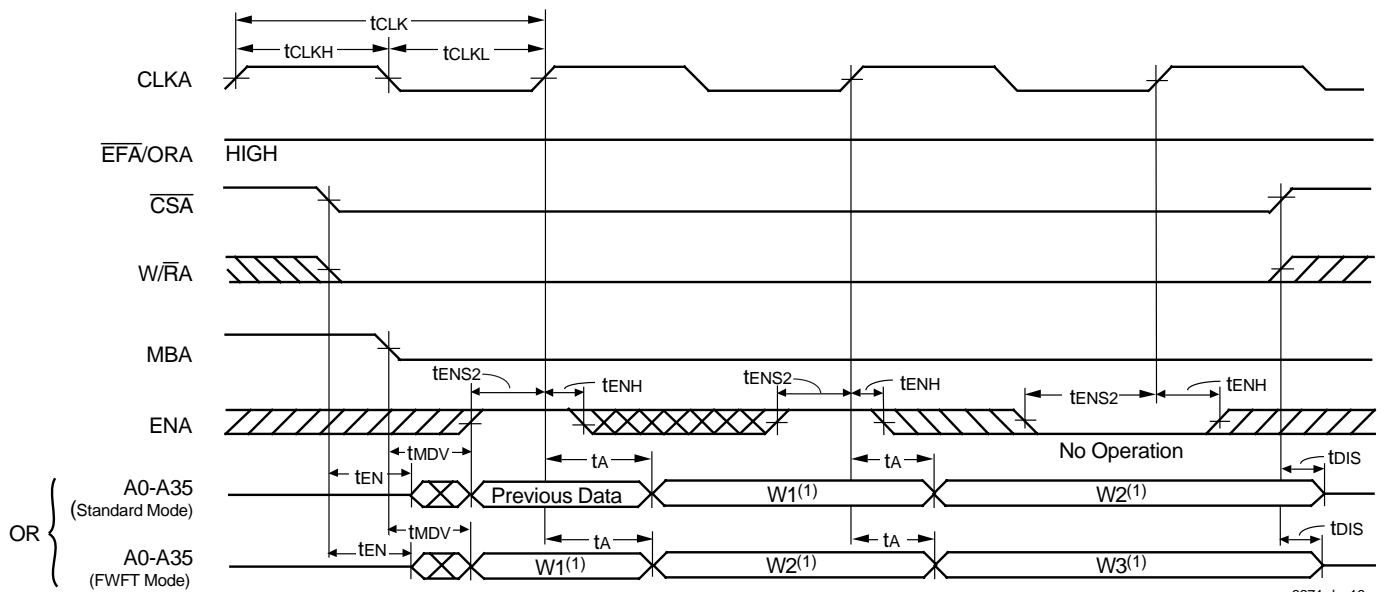 tCLK
tCLKH
tCLKL
CLKA
EFA/ORA HIGH
CSA
W/RA
MBA
tENS2
tENH
tENS2
tENH
tENS2
tENH
ENA
No Operation
tMDV
tA
tA
tDIS
tEN
A0-A35
(Standard Mode)
Previous Data
W1(1)
W2(1)
OR
tMDV
tA
tA
tDIS
tEN
A0-A35
(FWFT Mode)
W1(1)
W2(1)
W3(1)